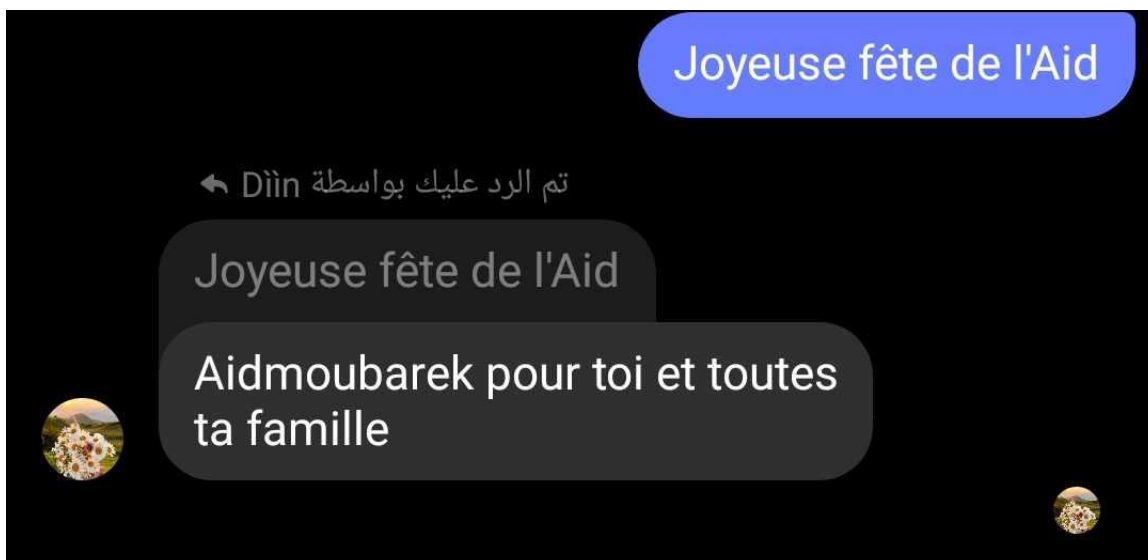 Joyeuse fête de l'Aid
تم الرد عليك بواسطة Dìin
Joyeuse fête de l'Aid
Aidmoubarek pour toi et toutes
ta famille